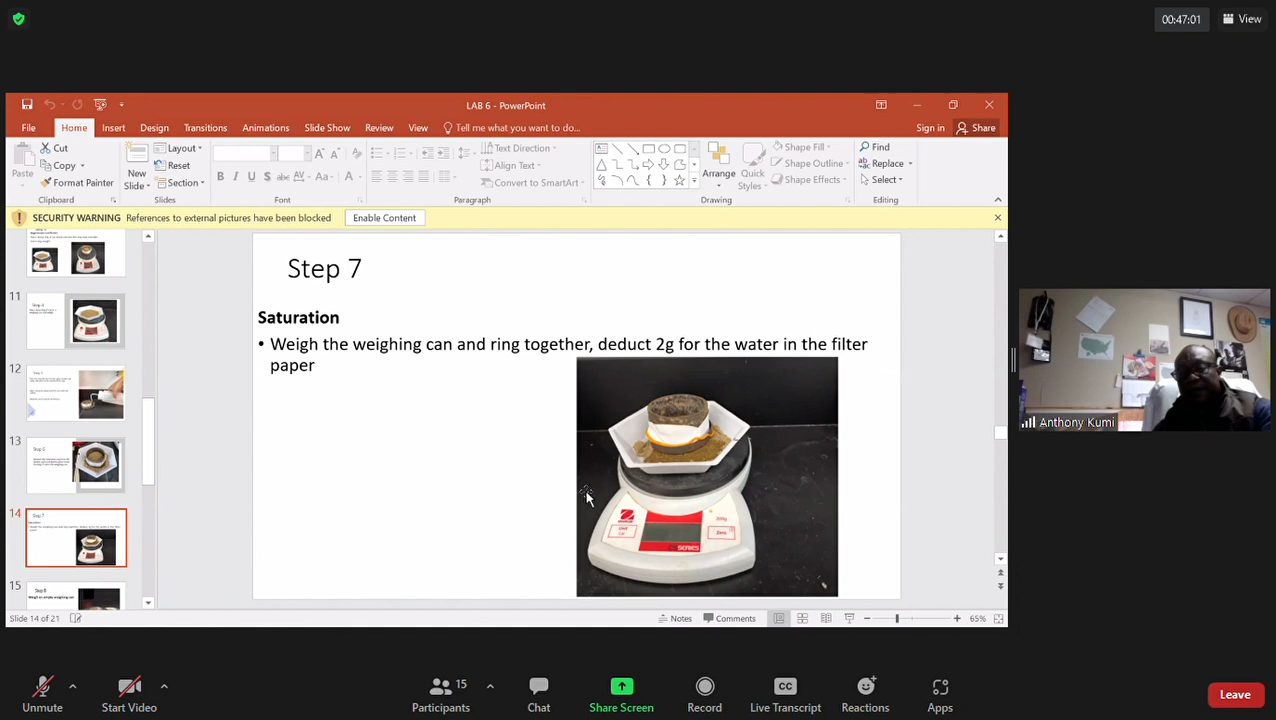 00:47:01
View
LAB 6 - PowerPoint
File
Home
Insert
Design
Transitions
Animations
Slide Show
Review
View
Tell me what you want to do...
Sign in
Share
Paste
Cut
Copy
Format Painter
Clipboard
New
Slide
Layout
Reset
Section
Slides
B I U S abc AV Aa A
Font
Text Direction
Align Text
Convert to SmartArt
Paragraph
Arrange
Quick
Styles
Shape Fill
Shape Outline
Shape Effects
Drawing
Find
Replace
Select
Editing
SECURITY WARNING References to external pictures have been blocked
Enable Content
11
12
13
14
15
Step 7
Saturation
• Weigh the weighing can and ring together, deduct 2g for the water in the filter
paper
SERIES
Slide 14 of 21
Notes
Comments
65%
Anthony Kumi
Unmute
Start Video
15
Participants
Chat
Share Screen
Record
CC
Live Transcript
Reactions
Apps
Leave